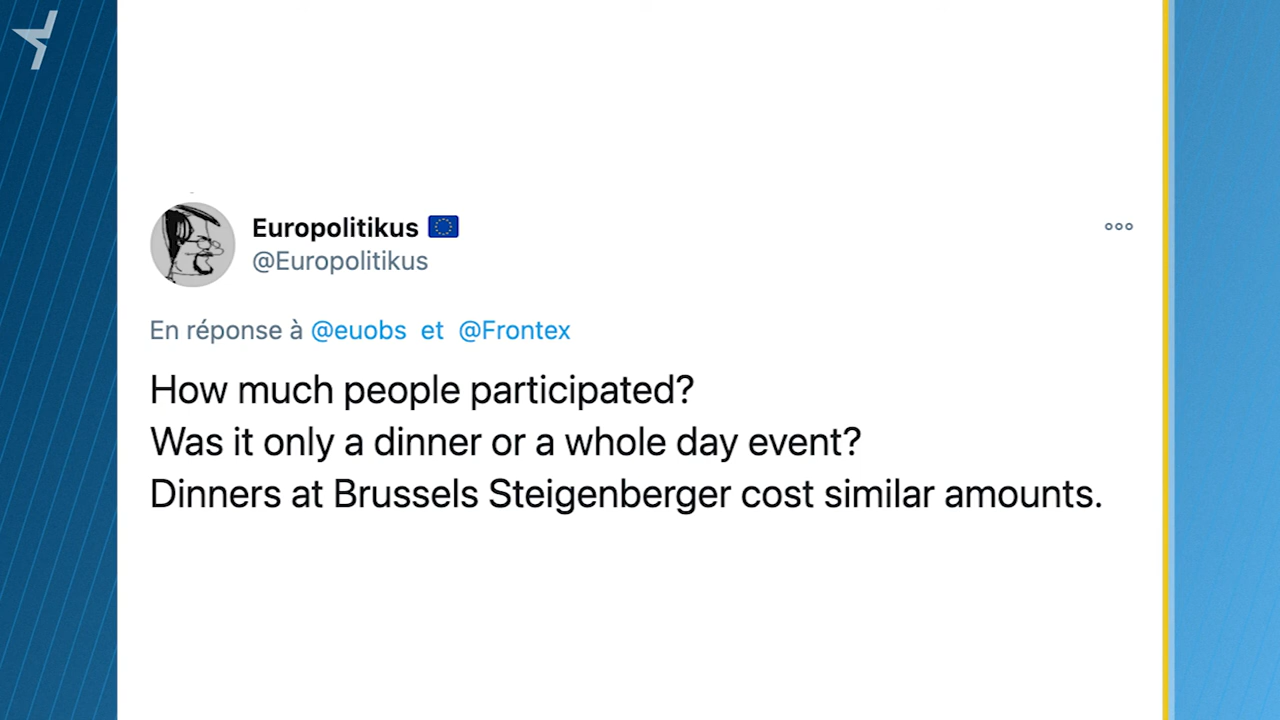 Europolitikus 🇪🇺
@Europolitikus
En réponse à @euobs et @Frontex
How much people participated?
Was it only a dinner or a whole day event?
Dinners at Brussels Steigenberger cost similar amounts.